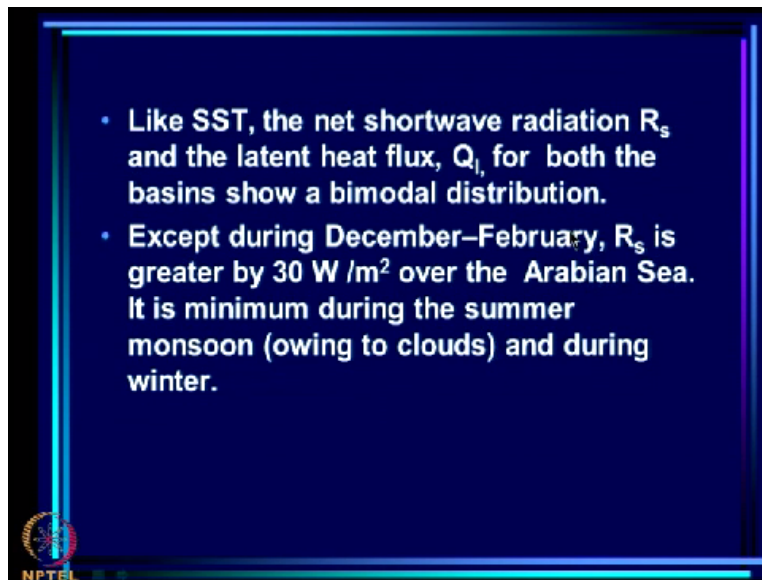 • Like SST, the net shortwave radiation Rs
and the latent heat flux, Ql, for both the
basins show a bimodal distribution.
• Except during December–February, Rs is
greater by 30 W /m² over the Arabian Sea.
It is minimum during the summer
monsoon (owing to clouds) and during
winter.
NPTEL